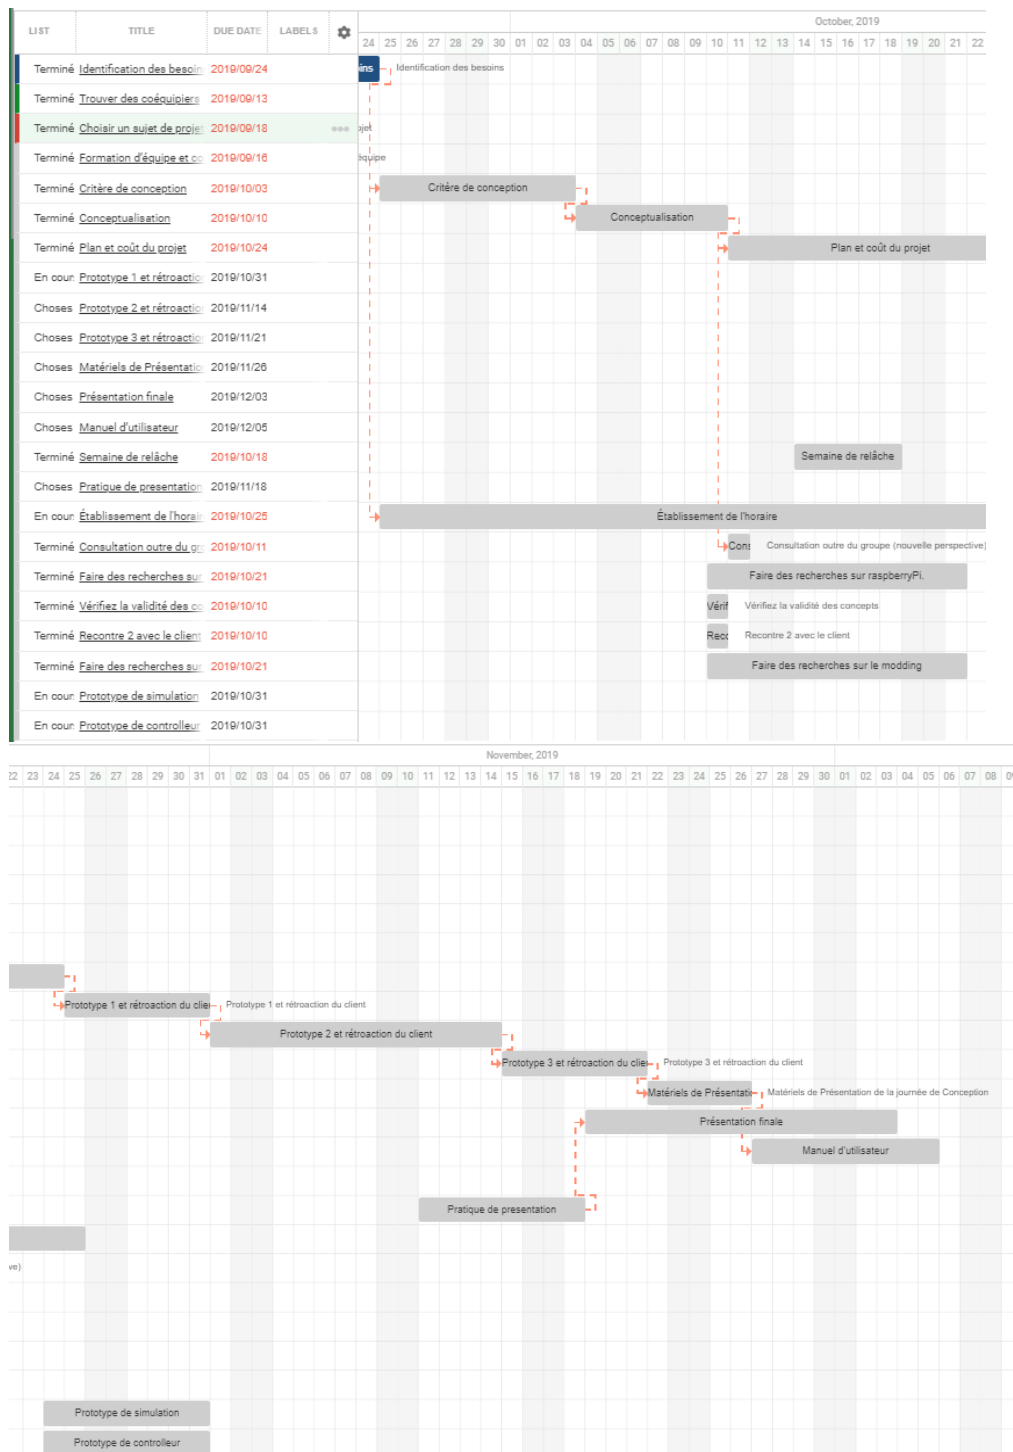 October, 2019
LIST TITLE DUE DATE LABELS
24 25 26 27 28 29 30 01 02 03 04 05 06 07 08 09 10 11 12 13 14 15 16 17 18 19 20 21 22
Terminé Identification des besoin 2019/09/24 ins Identification des besoins
Terminé Trouver des coéquipiers 2019/09/13
Terminé Choisir un sujet de proje 2019/09/18 ojet
Terminé Formation d'équipe et co 2019/09/16 équipe
Terminé Critère de conception 2019/10/03 Critère de conception
Terminé Conceptualisation 2019/10/10 Conceptualisation
Terminé Plan et coût du projet 2019/10/24 Plan et coût du projet
En cour Prototype 1 et rétroactio 2019/10/31
Choses Prototype 2 et rétroaction 2019/11/14
Choses Prototype 3 et rétroaction 2019/11/21
Choses Matériels de Présentatio 2019/11/26
Choses Présentation finale 2019/12/03
Choses Manuel d'utilisateur 2019/12/05
Terminé Semaine de relâche 2019/10/18 Semaine de relâche
Choses Pratique de presentation 2019/11/18
En cour Établissement de l'horai 2019/10/25 Établissement de l'horaire
Terminé Consultation outre du gr 2019/10/11 Cons Consultation outre du groupe (nouvelle perspective)
Terminé Faire des recherches sur 2019/10/21 Faire des recherches sur raspberryPi.
Terminé Vérifiez la validité des co 2019/10/10 Vérif Vérifiez la validité des concepts
Terminé Recontre 2 avec le client 2019/10/10 Reco Recontre 2 avec le client
Terminé Faire des recherches sur 2019/10/21 Faire des recherches sur le modding
En cour Prototype de simulation 2019/10/31
En cour Prototype de controlleur 2019/10/31
November, 2019
22 23 24 25 26 27 28 29 30 31 01 02 03 04 05 06 07 08 09 10 11 12 13 14 15 16 17 18 19 20 21 22 23 24 25 26 27 28 29 30 01 02 03 04 05 06 07 08 09
Prototype 1 et rétroaction du clie Prototype 1 et rétroaction du client
Prototype 2 et rétroaction du client
Prototype 3 et rétroaction du clie Prototype 3 et rétroaction du client
Matériels de Présentati Matériels de Présentation de la journée de Conception
Présentation finale
Manuel d'utilisateur
Pratique de presentation
ve)
Prototype de simulation
Prototype de controlleur